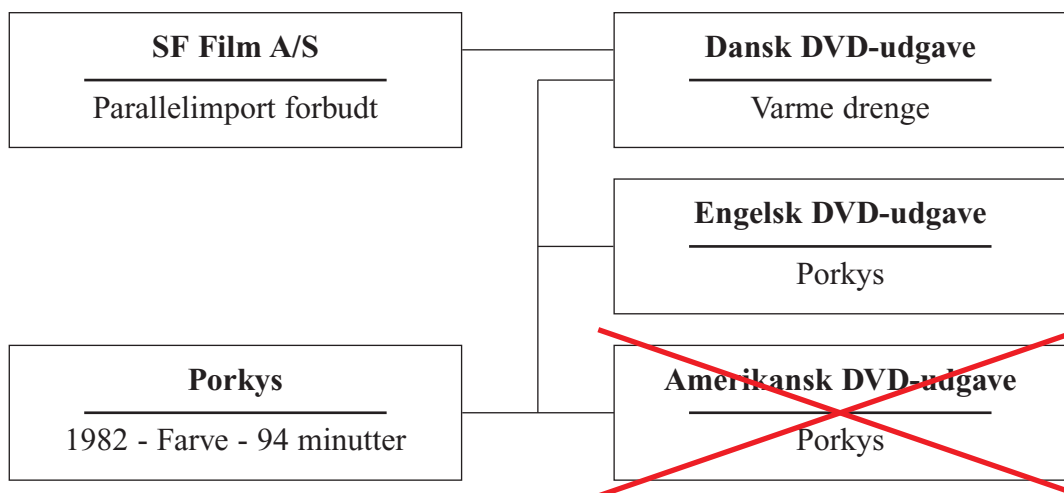 SF Film A/S
Parallelimport forbudt
Dansk DVD-udgave
Varme drenge
Engelsk DVD-udgave
Porkys
Porkys
1982 - Farve - 94 minutter
Amerikansk DVD-udgave
Porkys